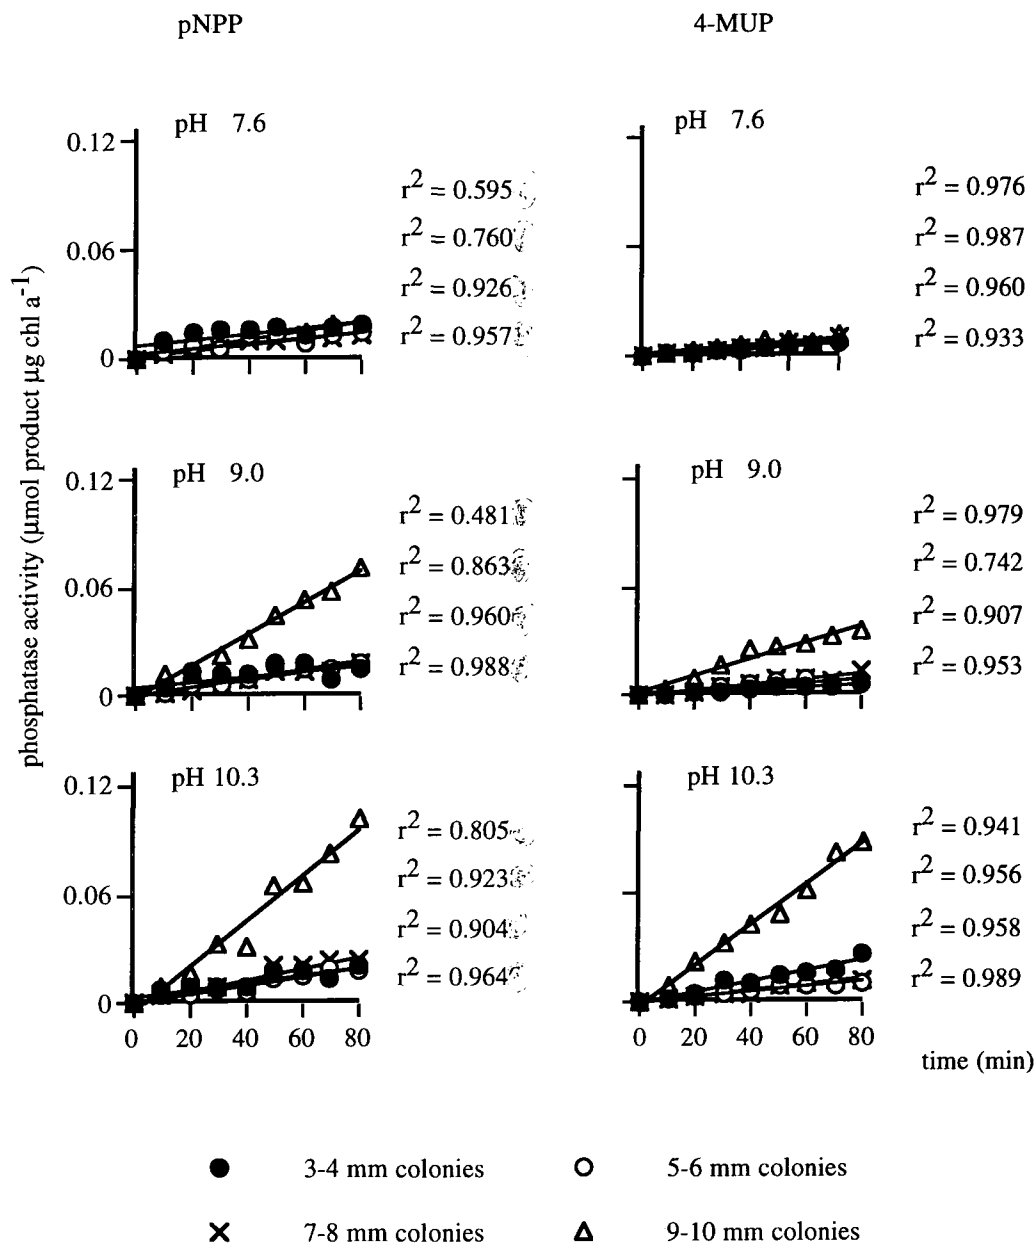 pNPP 4-MUP
pH 7.6
0.12
0.06
0
r² = 0.595
r² = 0.760
r² = 0.926
r² = 0.957
pH 7.6
r² = 0.976
r² = 0.987
r² = 0.960
r² = 0.933
phosphatase activity (μmol product μg chl a⁻¹)
pH 9.0
0.12
0.06
0
r² = 0.481
r² = 0.863
r² = 0.960
r² = 0.988
pH 9.0
r² = 0.979
r² = 0.742
r² = 0.907
r² = 0.953
pH 10.3
0.12
0.06
0
r² = 0.805
r² = 0.923
r² = 0.904
r² = 0.964
0 20 40 60 80
pH 10.3
r² = 0.941
r² = 0.956
r² = 0.958
r² = 0.989
0 20 40 60 80
time (min)
3-4 mm colonies 5-6 mm colonies
7-8 mm colonies 9-10 mm colonies